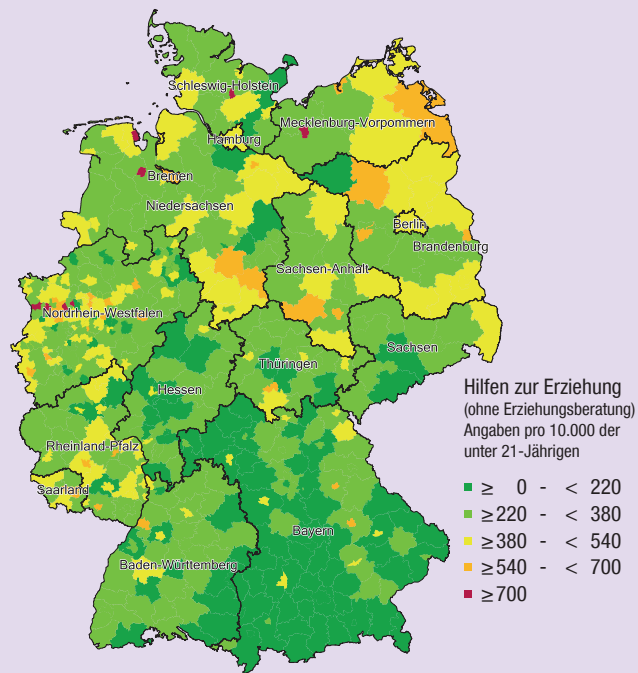 Schleswig-Holstein
Mecklenburg-Vorpommern
Hamburg
Bremen
Niedersachsen
Berlin
Brandenburg
Sachsen-Anhalt
Nordrhein-Westfalen
Sachsen
Thüringen
Hessen
Rheinland-Pfalz
Saarland
Bayern
Baden-Württemberg
Hilfen zur Erziehung
(ohne Erziehungsberatung)
Angaben pro 10.000 der
unter 21-Jährigen
≥ 0 - < 220
≥220 - < 380
≥380 - < 540
≥540 - < 700
≥700